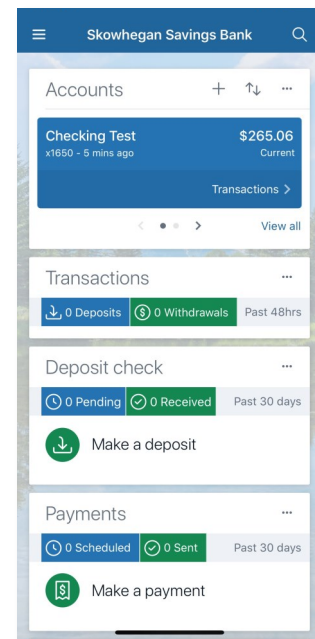 Skowhegan Savings Bank
Accounts
Checking Test $265.06
x1650 - 5 mins ago Current
Transactions
View all
Transactions
0 Deposits 0 Withdrawals Past 48hrs
Deposit check
0 Pending 0 Received Past 30 days
Make a deposit
Payments
0 Scheduled 0 Sent Past 30 days
Make a payment